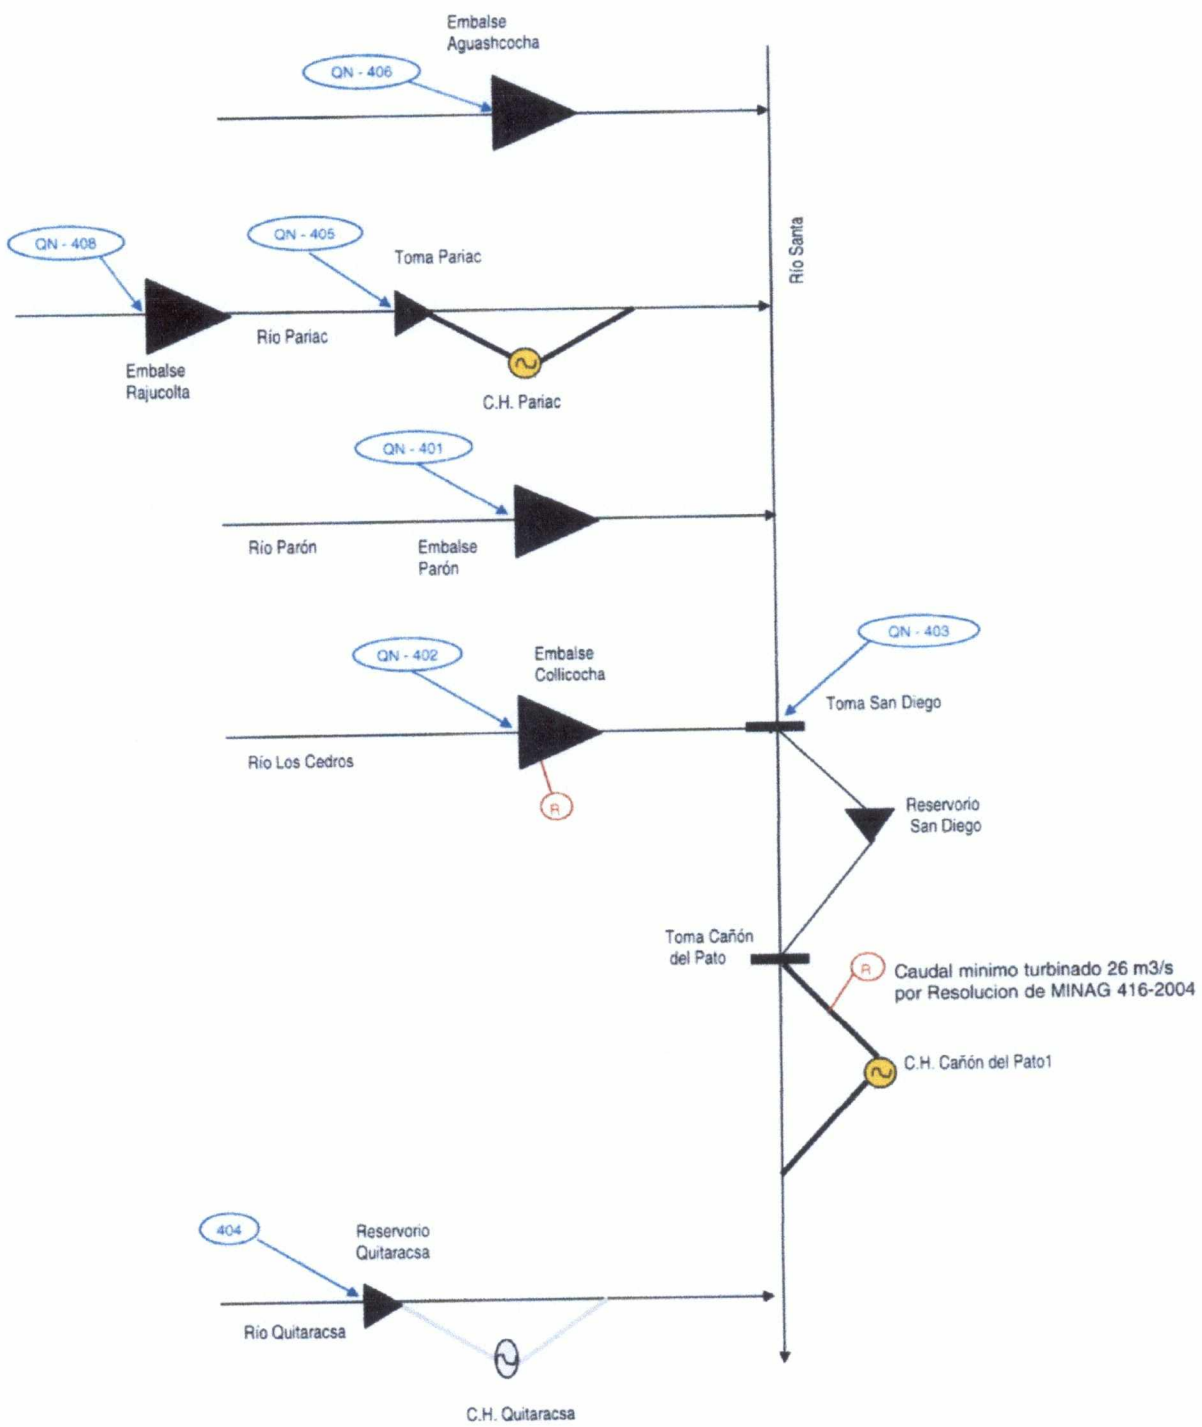 Embalse
Aguashcocha
QN - 406
Río Santa
QN - 408
QN - 405
Toma Pariac
Río Pariac
Embalse
Rajucolta
C.H. Pariac
QN - 401
Río Parón
Embalse
Parón
QN - 402
Embalse
Collicocha
QN - 403
Toma San Diego
Río Los Cedros
R
Reservorio
San Diego
Toma Cañón
del Pato
R
Caudal minimo turbinado 26 m3/s
por Resolucion de MINAG 416-2004
C.H. Cañón del Pato1
404
Reservorio
Quitaracsa
Río Quitaracsa
C.H. Quitaracsa